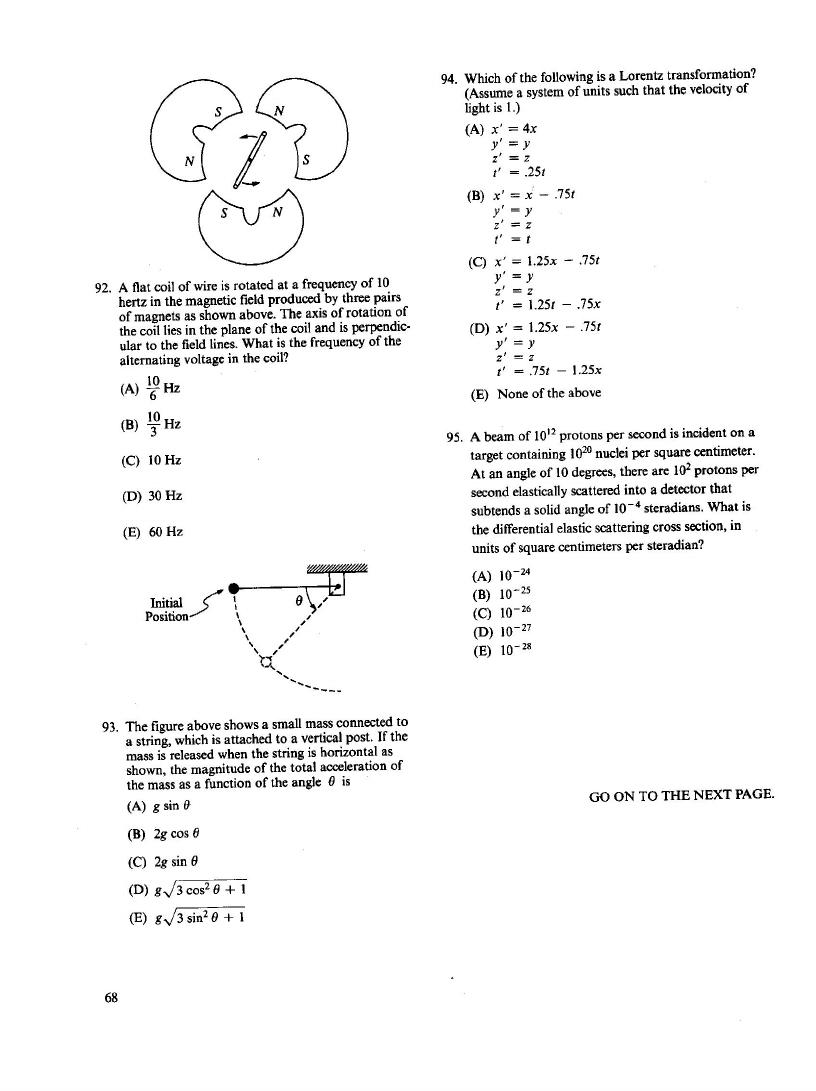 S
N
N
S
S
N
92. A flat coil of wire is rotated at a frequency of 10
hertz in the magnetic field produced by three pairs
of magnets as shown above. The axis of rotation of
the coil lies in the plane of the coil and is perpendic-
ular to the field lines. What is the frequency of the
alternating voltage in the coil?
(A) 10/6 Hz
(B) 10/3 Hz
(C) 10 Hz
(D) 30 Hz
(E) 60 Hz
Initial
Position
θ
93. The figure above shows a small mass connected to
a string, which is attached to a vertical post. If the
mass is released when the string is horizontal as
shown, the magnitude of the total acceleration of
the mass as a function of the angle θ is
(A) g sin θ
(B) 2g cos θ
(C) 2g sin θ
(D) g√(3 cos² θ + 1)
(E) g√(3 sin² θ + 1)
68
94. Which of the following is a Lorentz transformation?
(Assume a system of units such that the velocity of
light is 1.)
(A) x′ = 4x
y′ = y
z′ = z
t′ = .25t
(B) x′ = x − .75t
y′ = y
z′ = z
t′ = t
(C) x′ = 1.25x − .75t
y′ = y
z′ = z
t′ = 1.25t − .75x
(D) x′ = 1.25x − .75t
y′ = y
z′ = z
t′ = .75t − 1.25x
(E) None of the above
95. A beam of 10¹² protons per second is incident on a
target containing 10²⁰ nuclei per square centimeter.
At an angle of 10 degrees, there are 10² protons per
second elastically scattered into a detector that
subtends a solid angle of 10⁻⁴ steradians. What is
the differential elastic scattering cross section, in
units of square centimeters per steradian?
(A) 10⁻²⁴
(B) 10⁻²⁵
(C) 10⁻²⁶
(D) 10⁻²⁷
(E) 10⁻²⁸
GO ON TO THE NEXT PAGE.